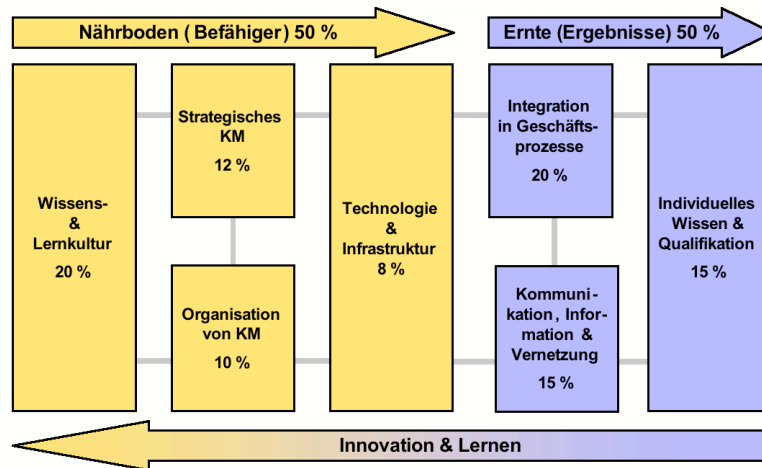 Nährboden ( Befähiger) 50 %
Ernte (Ergebnisse) 50 %
Wissens-
&
Lernkultur
20 %
Strategisches
KM
12 %
Organisation
von KM
10 %
Technologie
&
Infrastruktur
8 %
Integration
in Geschäfts-
prozesse
20 %
Kommuni-
kation , Infor-
mation &
Vernetzung
15 %
Individuelles
Wissen &
Qualifikation
15 %
Innovation & Lernen